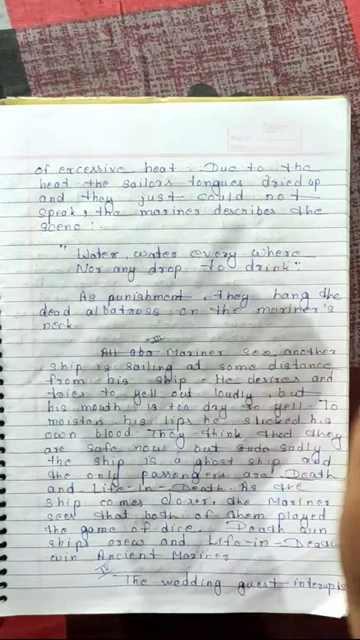 of excessive heat. Due to the
heat the sailors tongues dried up
and they just could not
speak, the mariner describes the
scene :-
"Water, water every where
Nor any drop to drink"
As punishment, they hang the
dead albatross on the mariner's
neck.
III
Mariner see another
ship is sailing at some distance
from his ship. He desires and
tries to yell out loudly, but
his mouth is too day to yell. To
moisten his lips he sucked his
own blood. They think that they
are safe now but sadly
the ship is a ghost ship and
the only passengers are Death
and Life-in-Death. As the
ship comes closer, the Mariner
sees that both of them played
the game of dice. Death win
ships crew and Life-in-Death
win Ancient Mariner
IV
The wedding guest interupts